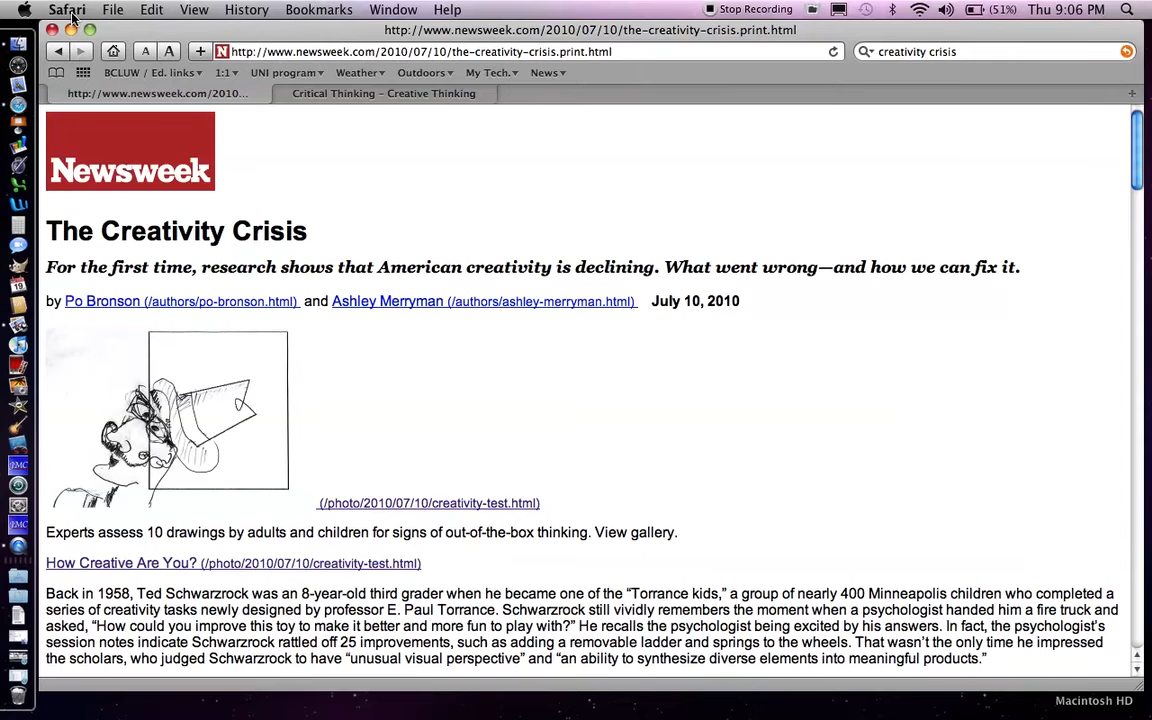 Safari File Edit View History Bookmarks Window Help Stop Recording (51%) Thu 9:06 PM
http://www.newsweek.com/2010/07/10/the-creativity-crisis.print.html
A A + N http://www.newsweek.com/2010/07/10/the-creativity-crisis.print.html creativity crisis
BCLUW / Ed. links 1:1 UNI program Weather Outdoors My Tech. News
http://www.newsweek.com/2010... Critical Thinking – Creative Thinking +
Newsweek
The Creativity Crisis
For the first time, research shows that American creativity is declining. What went wrong—and how we can fix it.
by Po Bronson (/authors/po-bronson.html) and Ashley Merryman (/authors/ashley-merryman.html) July 10, 2010
(/photo/2010/07/10/creativity-test.html)
Experts assess 10 drawings by adults and children for signs of out-of-the-box thinking. View gallery.
How Creative Are You? (/photo/2010/07/10/creativity-test.html)
Back in 1958, Ted Schwarzrock was an 8-year-old third grader when he became one of the “Torrance kids,” a group of nearly 400 Minneapolis children who completed a
series of creativity tasks newly designed by professor E. Paul Torrance. Schwarzrock still vividly remembers the moment when a psychologist handed him a fire truck and
asked, “How could you improve this toy to make it better and more fun to play with?” He recalls the psychologist being excited by his answers. In fact, the psychologist’s
session notes indicate Schwarzrock rattled off 25 improvements, such as adding a removable ladder and springs to the wheels. That wasn’t the only time he impressed
the scholars, who judged Schwarzrock to have “unusual visual perspective” and “an ability to synthesize diverse elements into meaningful products.”
Macintosh HD